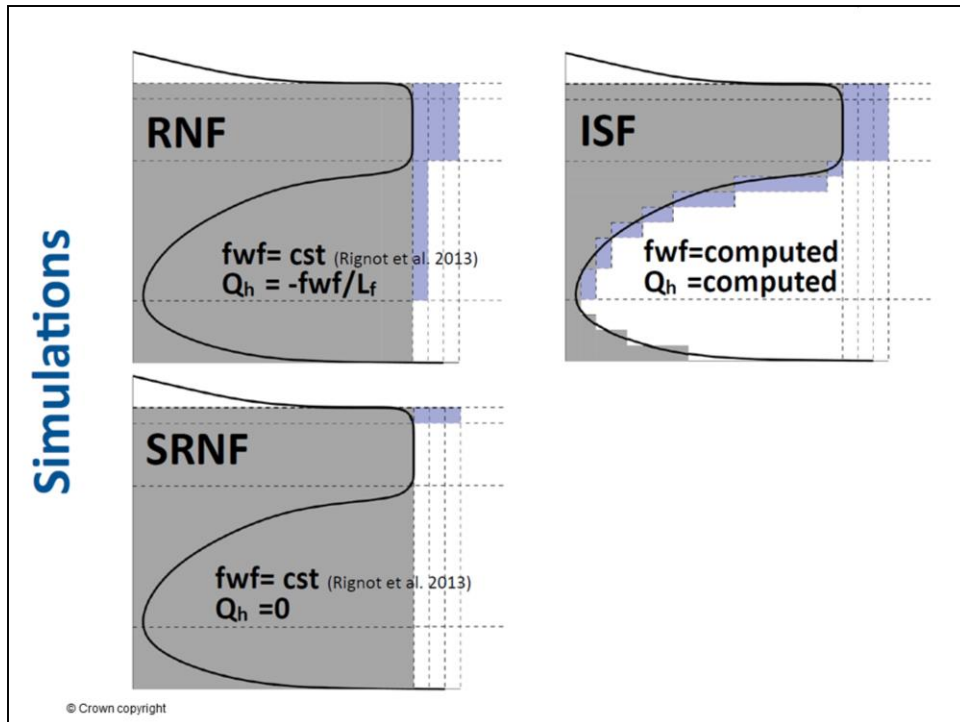 Simulations
RNF
fwf= cst (Rignot et al. 2013)
Qh = -fwf/Lf
ISF
fwf=computed
Qh =computed
SRNF
fwf= cst (Rignot et al. 2013)
Qh =0
© Crown copyright